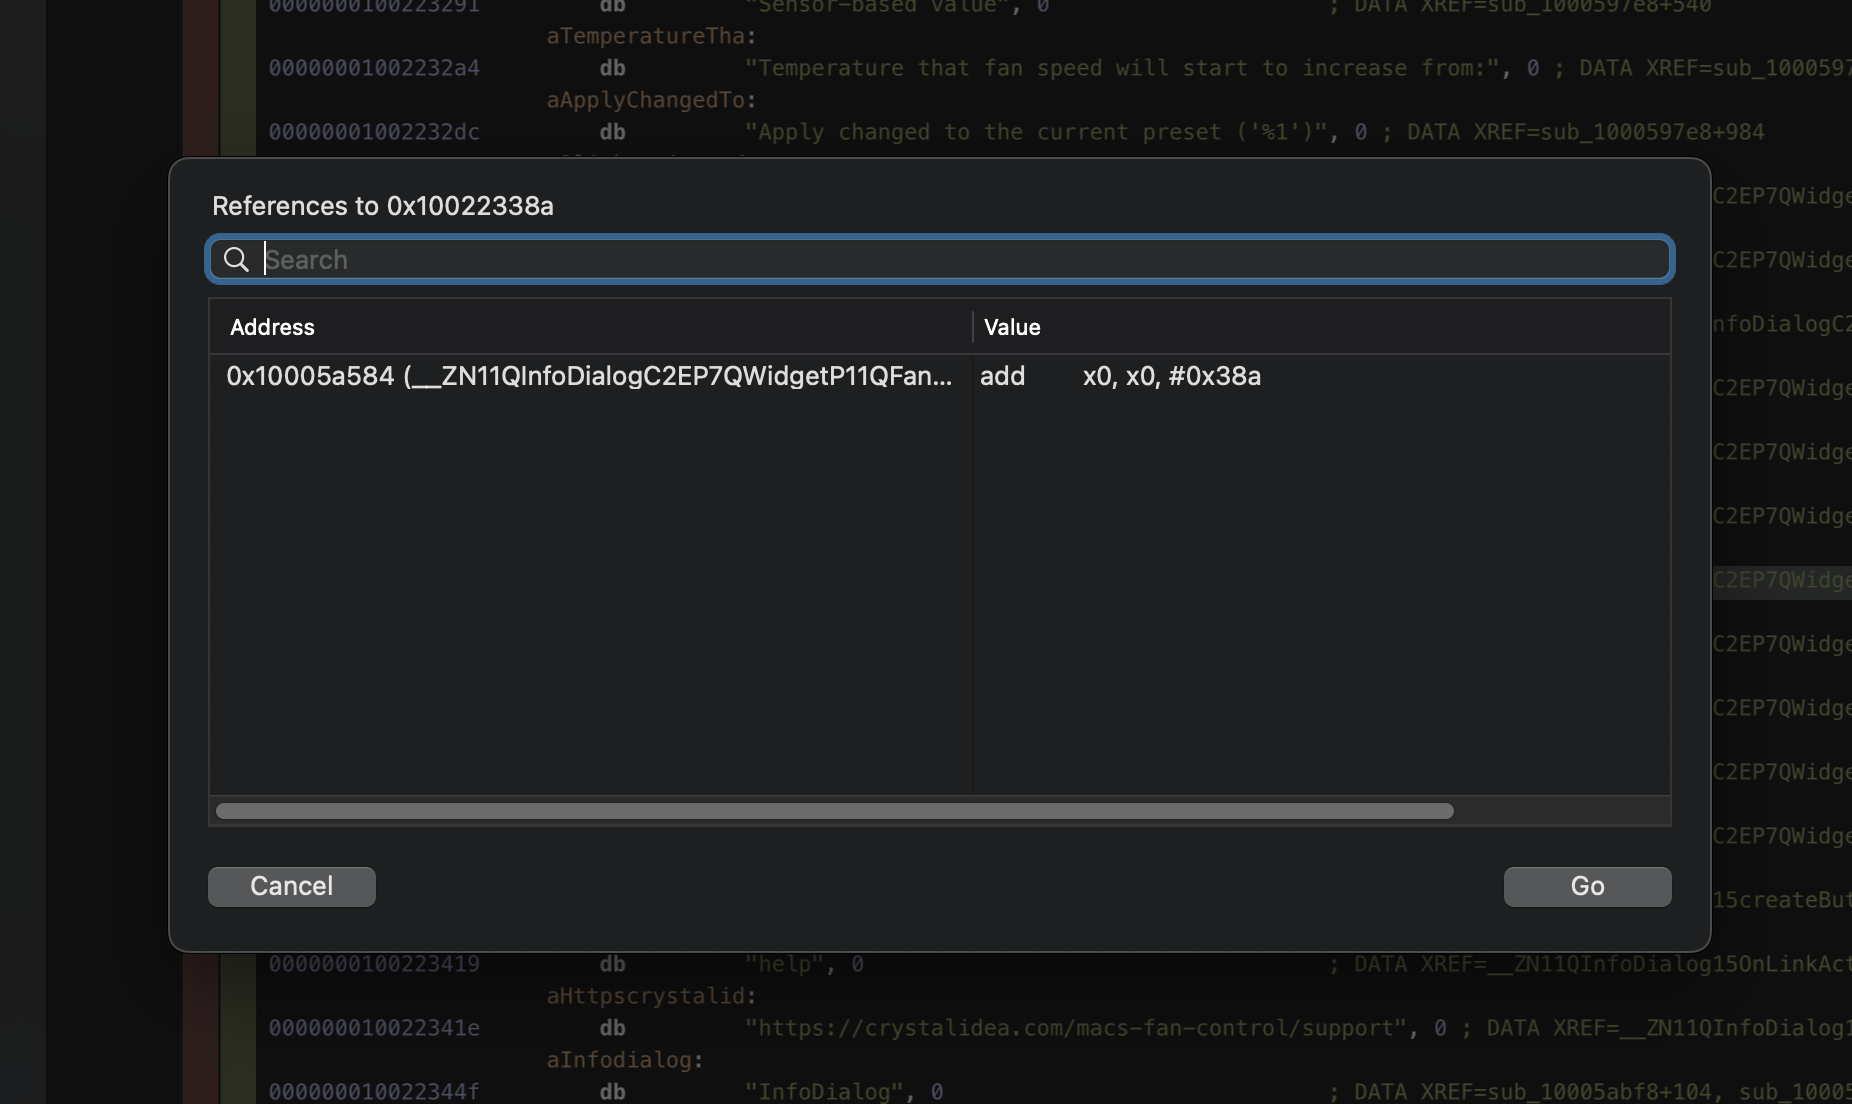 0000000100223291 db "Sensor-based value", 0 ; DATA XREF=sub_1000597e8+540
aTemperatureTha:
00000001002232a4 db "Temperature that fan speed will start to increase from:", 0 ; DATA XREF=sub_1000597
aApplyChangedTo:
00000001002232dc db "Apply changed to the current preset ('%1')", 0 ; DATA XREF=sub_1000597e8+984
C2EP7QWidge
References to 0x10022338a
C2EP7QWidge
Search
nfoDialogC2
Address Value
0x10005a584 (__ZN11QInfoDialogC2EP7QWidgetP11QFan... add x0, x0, #0x38a
C2EP7QWidge
C2EP7QWidge
C2EP7QWidge
C2EP7QWidge
C2EP7QWidge
C2EP7QWidge
C2EP7QWidge
C2EP7QWidge
Cancel Go
15createBut
0000000100223419 db "help", 0 ; DATA XREF=__ZN11QInfoDialog15OnLinkAct
aHttpscrystalid:
000000010022341e db "https://crystalidea.com/macs-fan-control/support", 0 ; DATA XREF=__ZN11QInfoDialog1
aInfodialog:
000000010022344f db "InfoDialog", 0 ; DATA XREF=sub_10005abf8+104, sub_10005